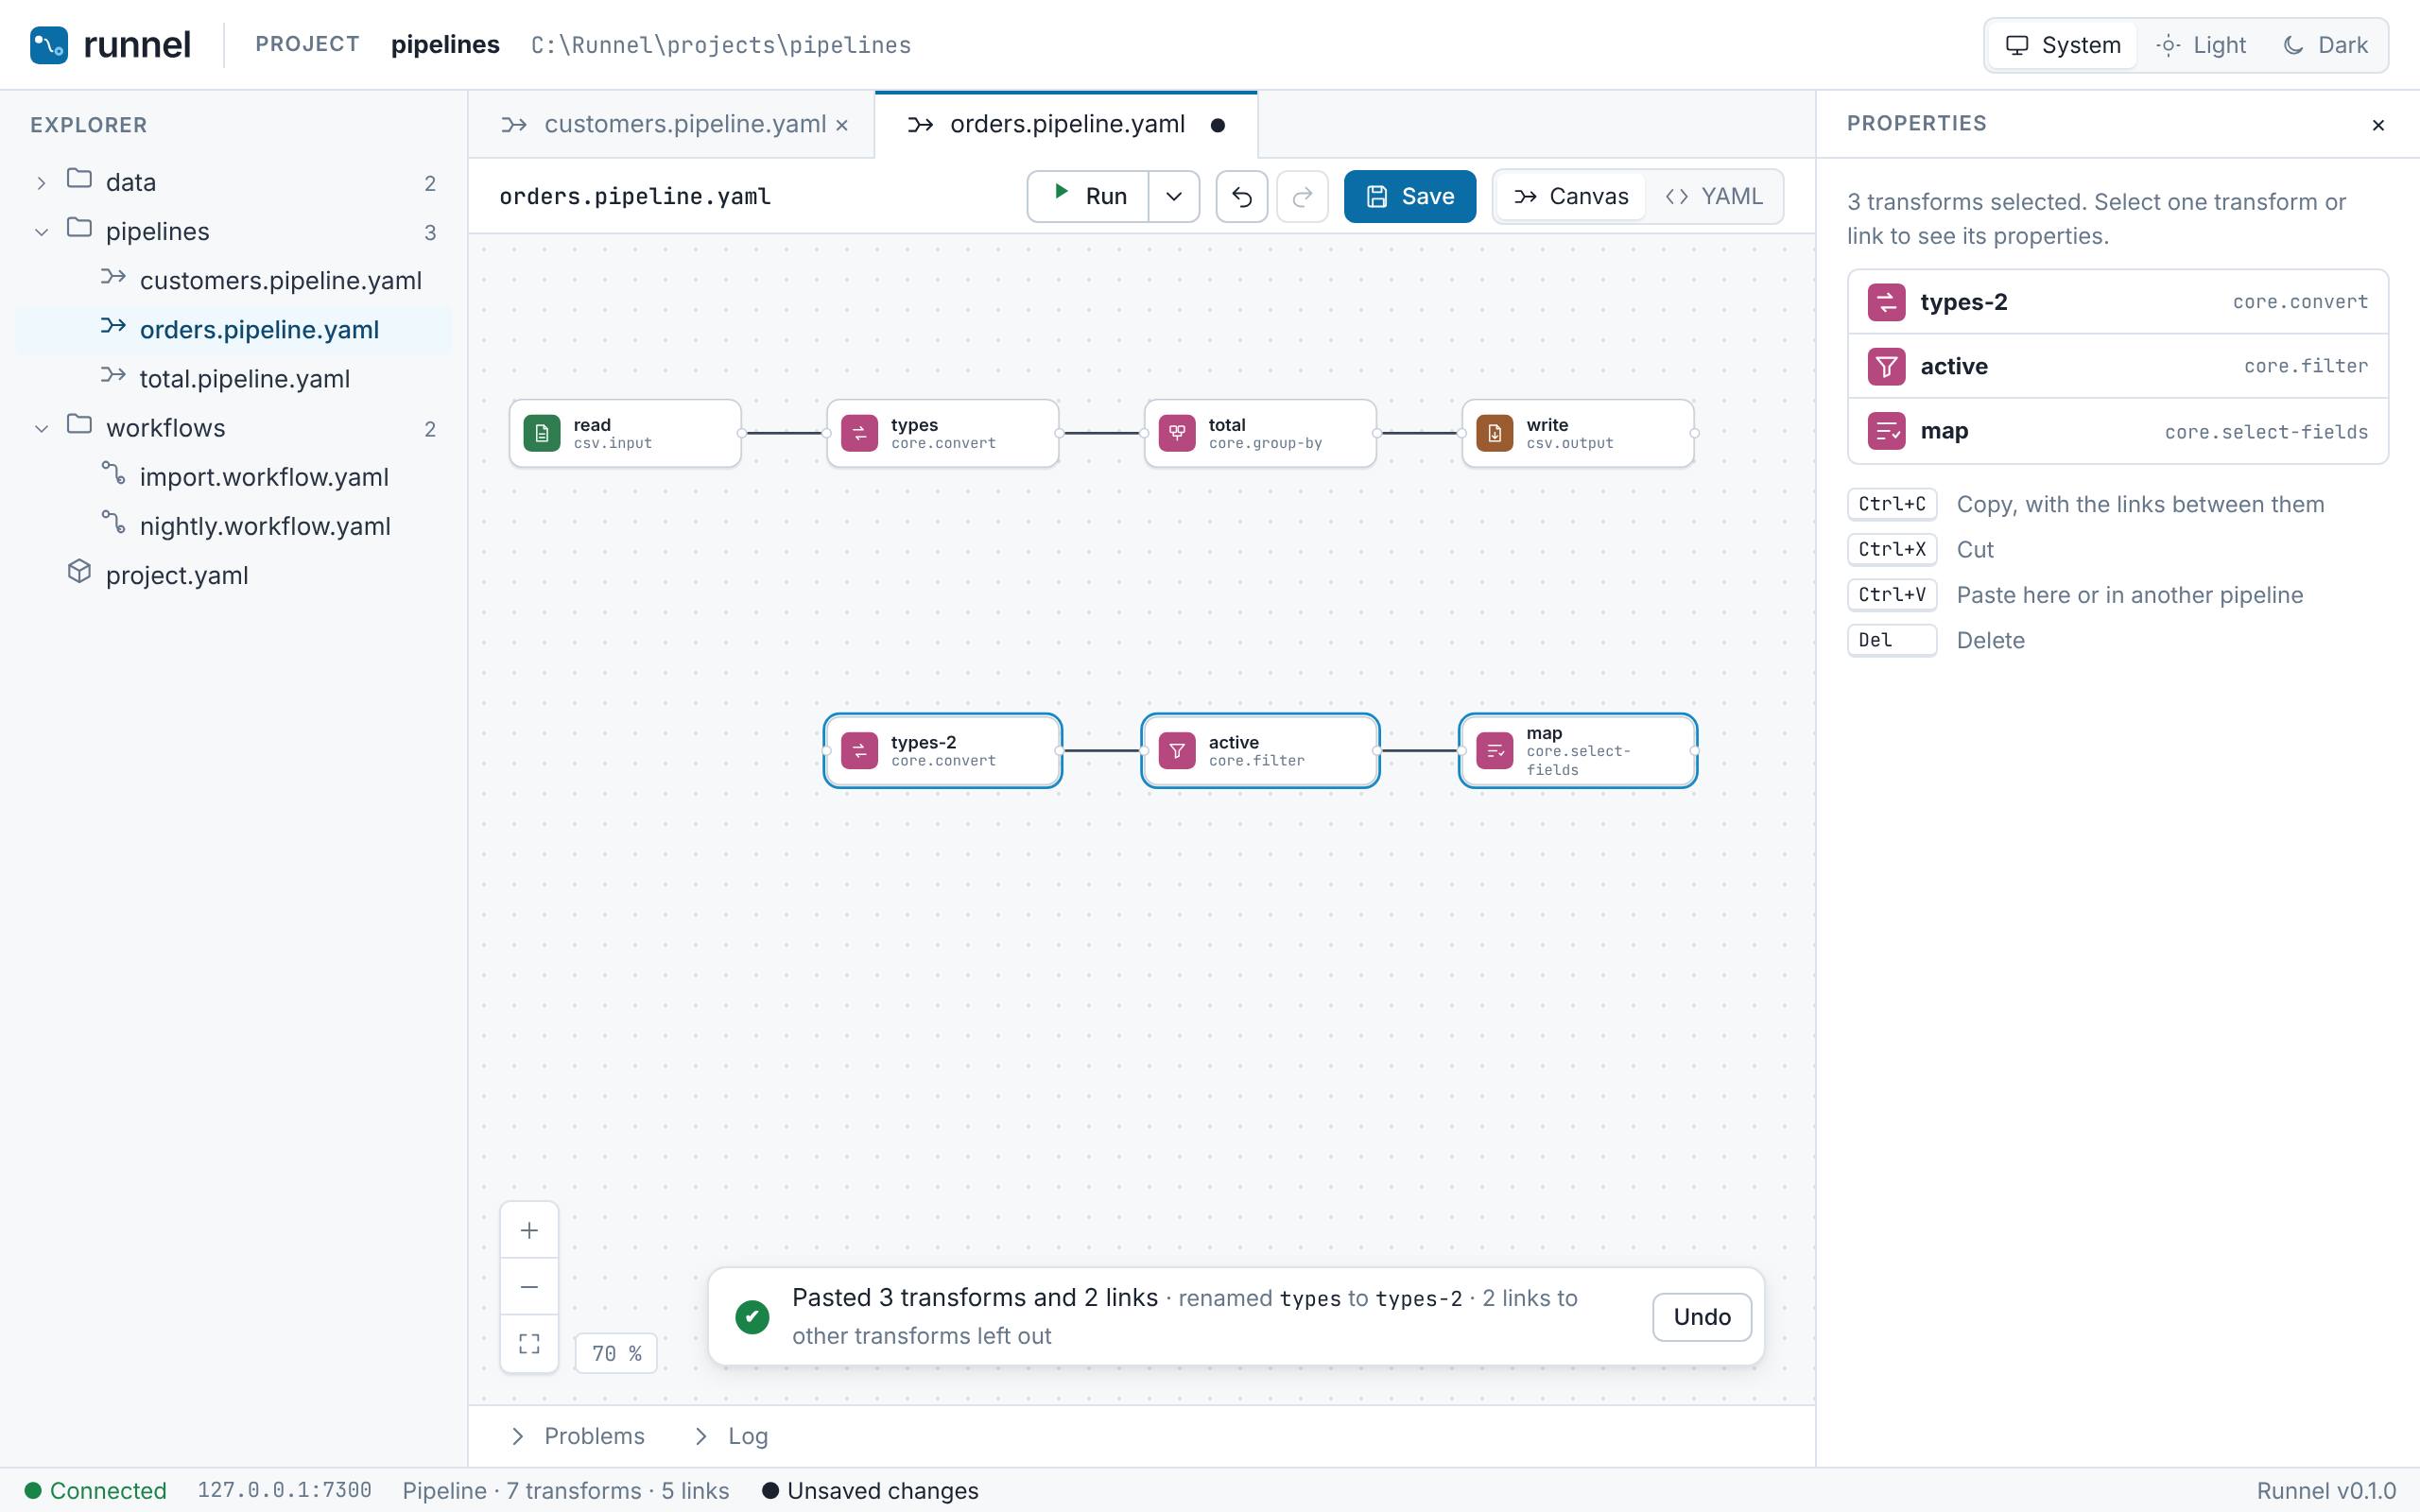 runnel
PROJECT pipelines C:\Runnel\projects\pipelines
System Light Dark
EXPLORER
data 2
pipelines 3
customers.pipeline.yaml
orders.pipeline.yaml
total.pipeline.yaml
workflows 2
import.workflow.yaml
nightly.workflow.yaml
project.yaml
customers.pipeline.yaml ×
orders.pipeline.yaml
orders.pipeline.yaml
Run
Save
Canvas
YAML
read
csv.input
types
core.convert
total
core.group-by
write
csv.output
types-2
core.convert
active
core.filter
map
core.select-
fields
70 %
Pasted 3 transforms and 2 links · renamed types to types-2 · 2 links to
other transforms left out
Undo
Problems
Log
PROPERTIES
3 transforms selected. Select one transform or
link to see its properties.
types-2 core.convert
active core.filter
map core.select-fields
Ctrl+C Copy, with the links between them
Ctrl+X Cut
Ctrl+V Paste here or in another pipeline
Del Delete
Connected 127.0.0.1:7300 Pipeline · 7 transforms · 5 links Unsaved changes
Runnel v0.1.0